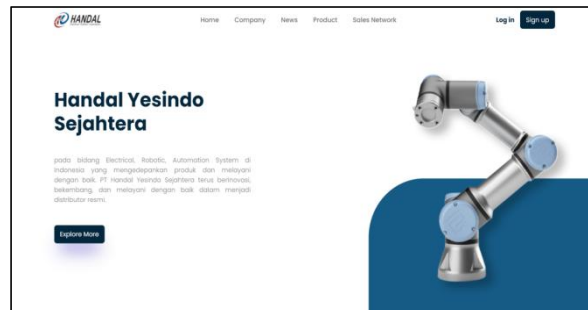 HANDAL
Home Company News Product Sales Network
Log in Sign up
Handal Yesindo
Sejahtera
pada bidang Electrical, Robotic, Automation System di
indonesia yang mengedepankan produk dan melayani
dengan baik. PT Handal Yesindo Sejahtera terus berinovasi,
bekembang, dan melayani dengan baik dalam menjadi
distributor resmi.
Explore More